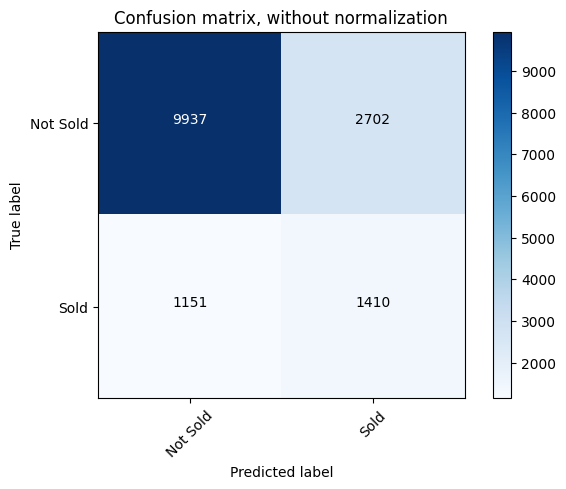 Confusion matrix, without normalization
Not Sold
Sold
True label
9937
2702
1151
1410
Not Sold
Sold
Predicted label
9000
8000
7000
6000
5000
4000
3000
2000